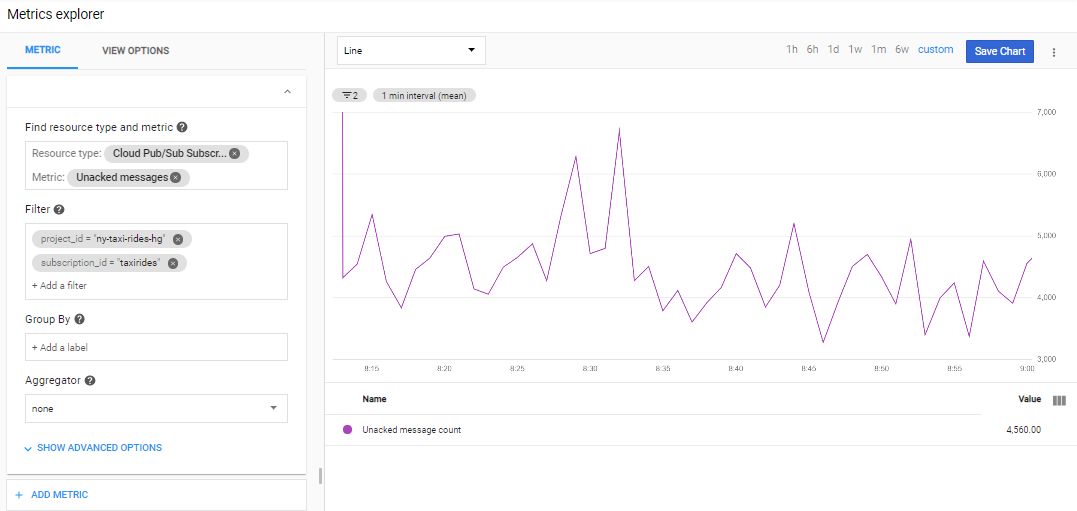 Metrics explorer
METRIC VIEW OPTIONS
Find resource type and metric
Resource type: Cloud Pub/Sub Subscr...
Metric: Unacked messages
Filter
project_id = "ny-taxi-rides-hg"
subscription_id = "taxirides"
+ Add a filter
Group By
+ Add a label
Aggregator
none
SHOW ADVANCED OPTIONS
+ ADD METRIC
Line
1h 6h 1d 1w 1m 6w custom Save Chart
2 1 min interval (mean)
7,000
6,000
5,000
4,000
3,000
8:15 8:20 8:25 8:30 8:35 8:40 8:45 8:50 8:55 9:00
Name Value
Unacked message count 4,560.00